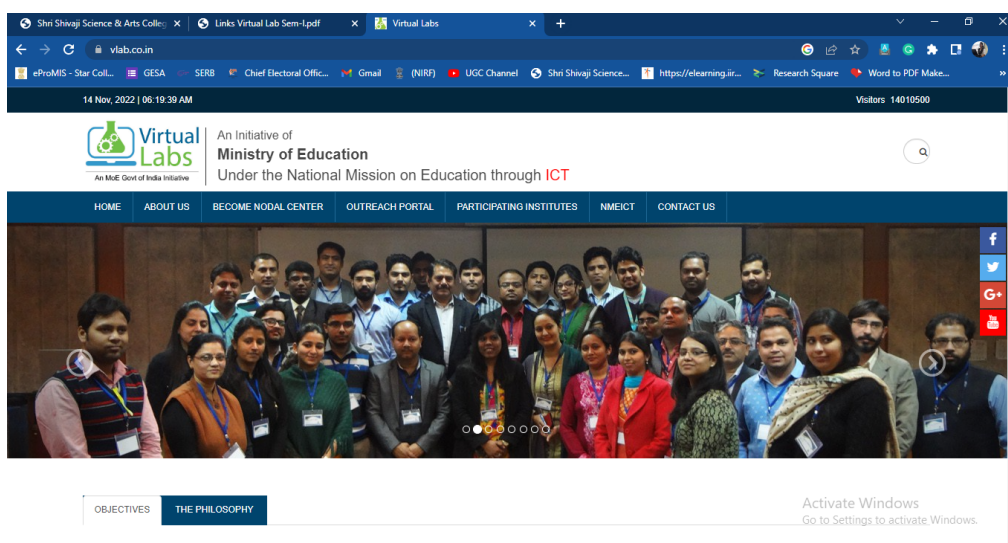 Shri Shivaji Science & Arts Colleg
Links Virtual Lab Sem-I.pdf
Virtual Labs
vlab.co.in
eProMIS - Star Coll...
GESA
SERB
Chief Electoral Offic...
Gmail
(NIRF)
UGC Channel
Shri Shivaji Science...
https://elearning.iir...
Research Square
Word to PDF Make...
14 Nov, 2022 | 06:19:39 AM
Visitors 14010500
Virtual
Labs
An MoE Govt of India Initiative
An Initiative of
Ministry of Education
Under the National Mission on Education through ICT
HOME ABOUT US BECOME NODAL CENTER OUTREACH PORTAL PARTICIPATING INSTITUTES NMEICT CONTACT US
f
G+
You
OBJECTIVES THE PHILOSOPHY
Activate Windows
Go to Settings to activate Windows.